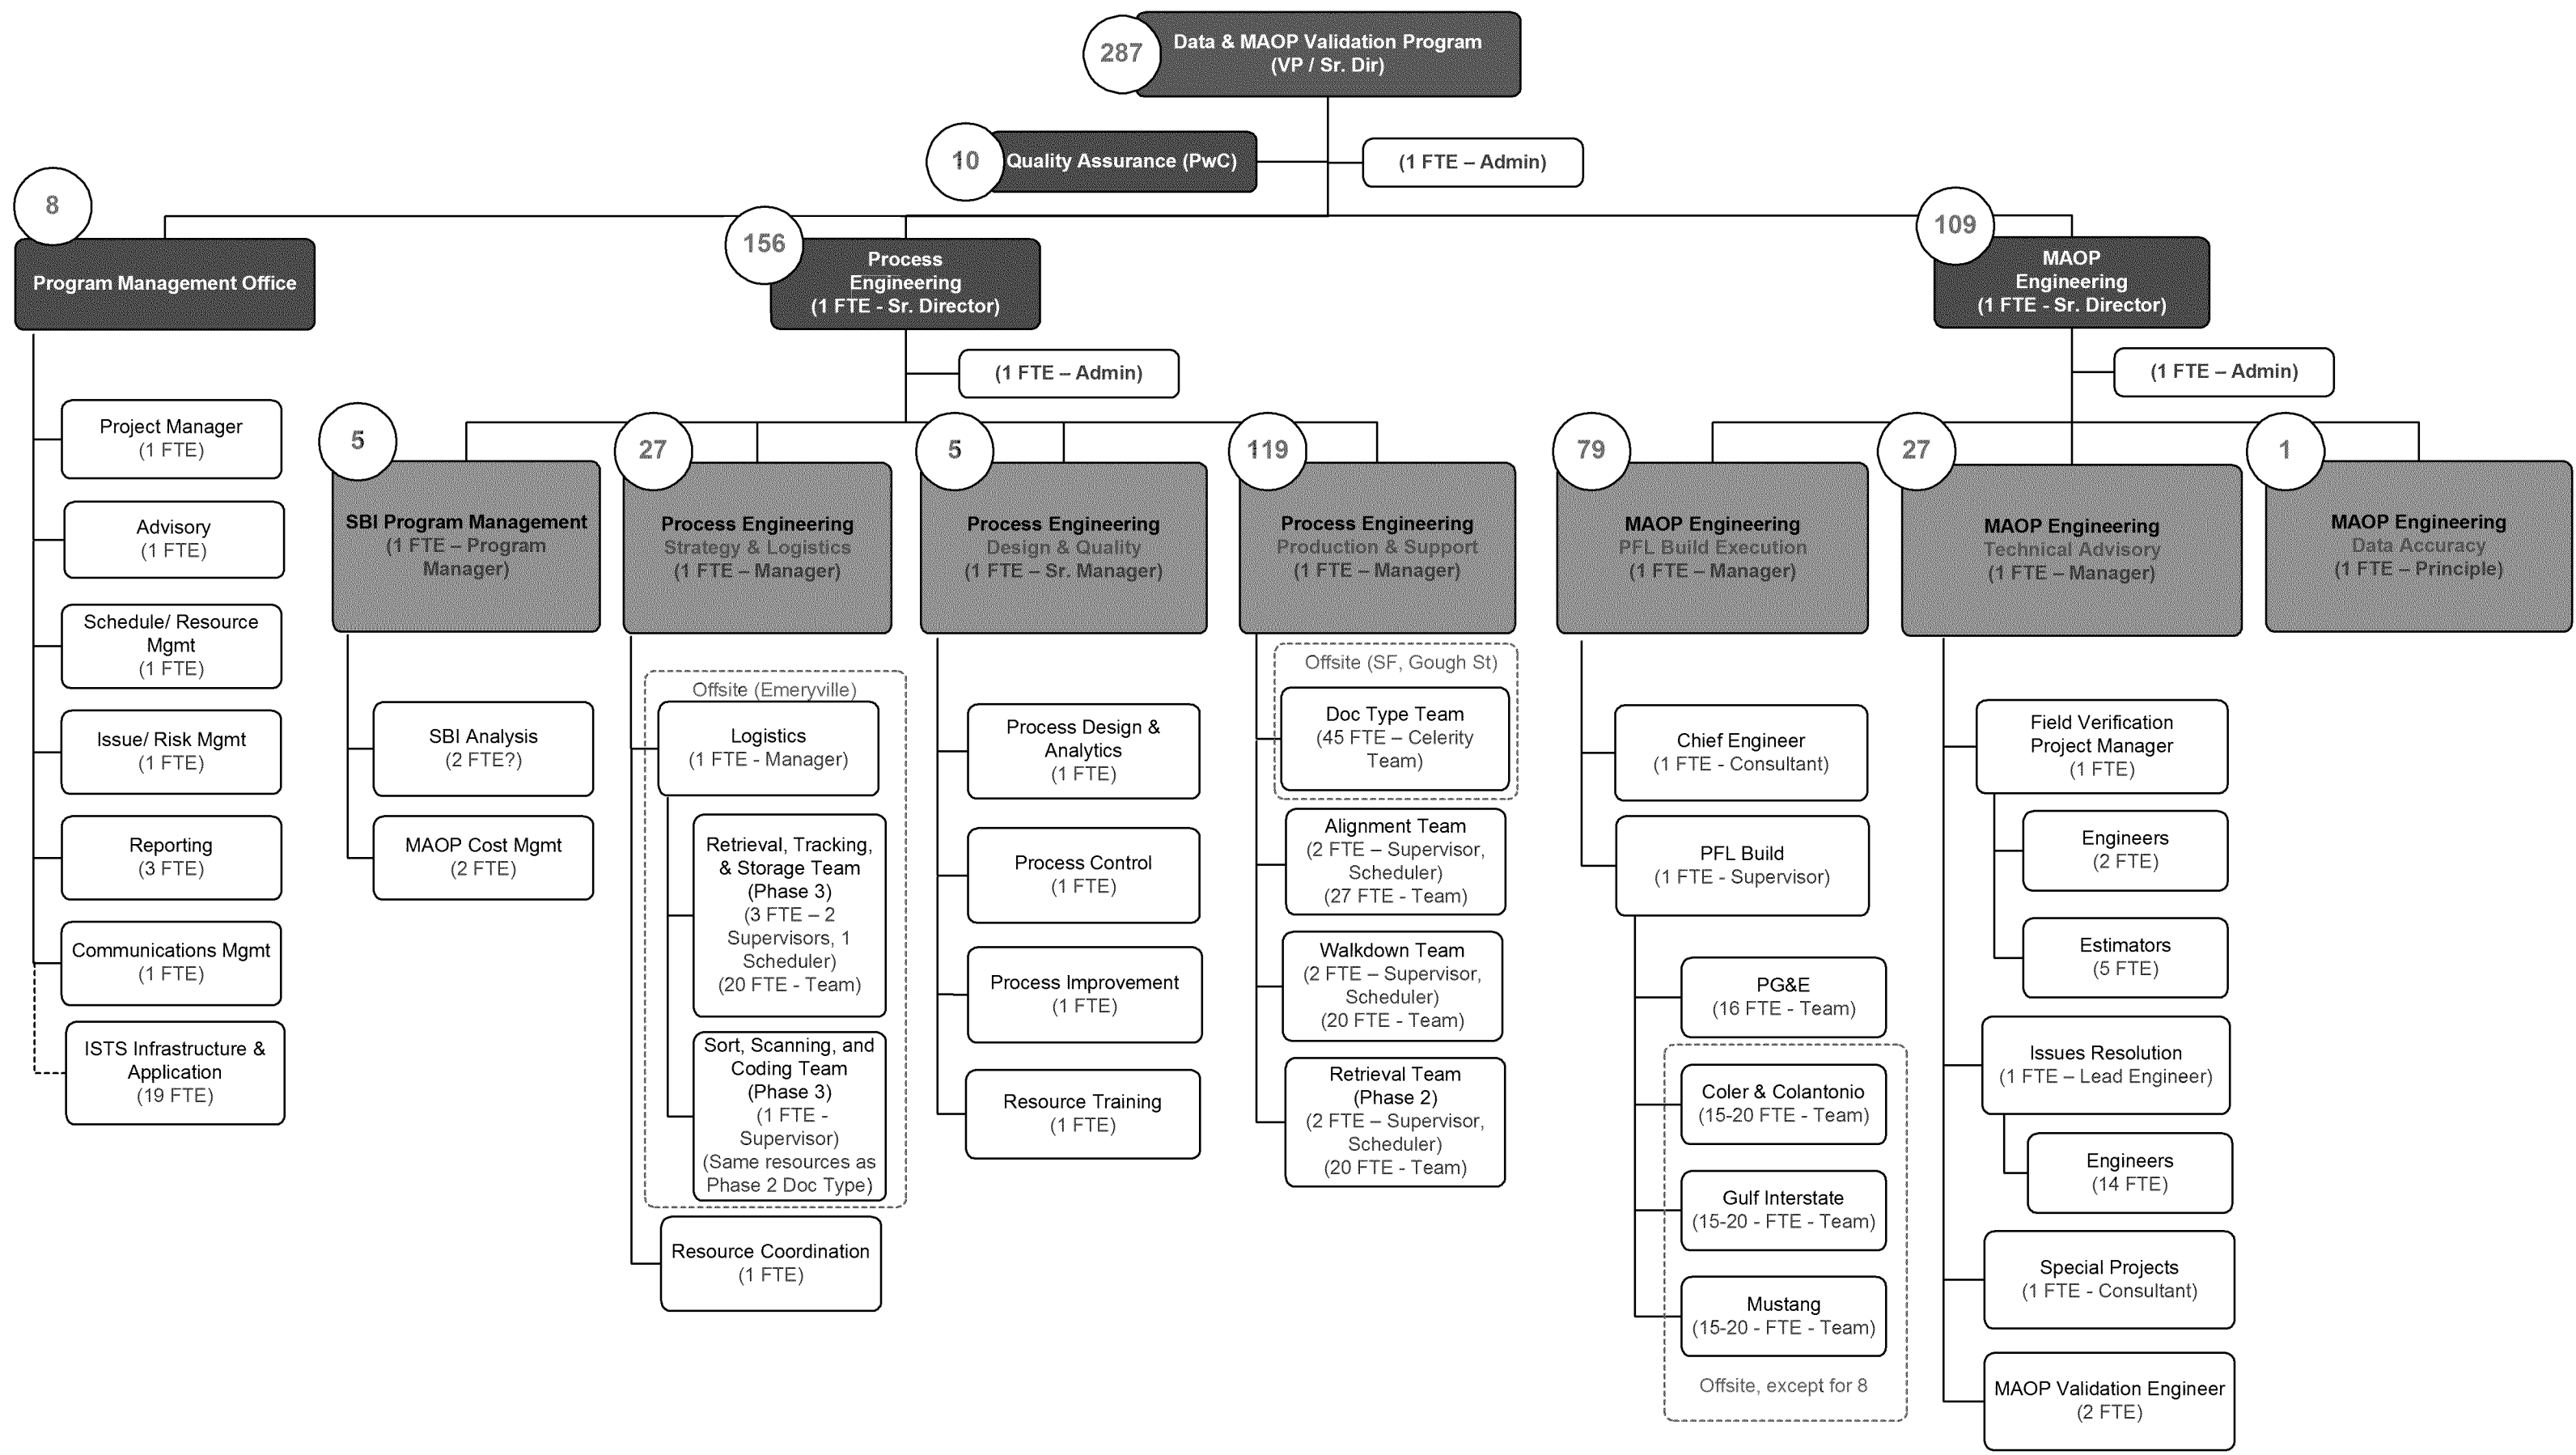 287
Data & MAOP Validation Program
(VP / Sr. Dir)
10
Quality Assurance (PwC)
(1 FTE – Admin)
8
Program Management Office
156
Process
Engineering
(1 FTE - Sr. Director)
109
MAOP
Engineering
(1 FTE - Sr. Director)
(1 FTE – Admin)
(1 FTE – Admin)
Project Manager
(1 FTE)
Advisory
(1 FTE)
Schedule/ Resource
Mgmt
(1 FTE)
Issue/ Risk Mgmt
(1 FTE)
Reporting
(3 FTE)
Communications Mgmt
(1 FTE)
ISTS Infrastructure &
Application
(19 FTE)
5
SBI Program Management
(1 FTE – Program
Manager)
SBI Analysis
(2 FTE?)
MAOP Cost Mgmt
(2 FTE)
27
Process Engineering
Strategy & Logistics
(1 FTE – Manager)
Offsite (Emeryville)
Logistics
(1 FTE - Manager)
Retrieval, Tracking,
& Storage Team
(Phase 3)
(3 FTE – 2
Supervisors, 1
Scheduler)
(20 FTE - Team)
Sort, Scanning, and
Coding Team
(Phase 3)
(1 FTE -
Supervisor)
(Same resources as
Phase 2 Doc Type)
Resource Coordination
(1 FTE)
5
Process Engineering
Design & Quality
(1 FTE – Sr. Manager)
Process Design &
Analytics
(1 FTE)
Process Control
(1 FTE)
Process Improvement
(1 FTE)
Resource Training
(1 FTE)
119
Process Engineering
Production & Support
(1 FTE – Manager)
Offsite (SF, Gough St)
Doc Type Team
(45 FTE – Celerity
Team)
Alignment Team
(2 FTE – Supervisor,
Scheduler)
(27 FTE - Team)
Walkdown Team
(2 FTE – Supervisor,
Scheduler)
(20 FTE - Team)
Retrieval Team
(Phase 2)
(2 FTE – Supervisor,
Scheduler)
(20 FTE - Team)
79
MAOP Engineering
PFL Build Execution
(1 FTE – Manager)
Chief Engineer
(1 FTE - Consultant)
PFL Build
(1 FTE - Supervisor)
PG&E
(16 FTE - Team)
Coler & Colantonio
(15-20 FTE - Team)
Gulf Interstate
(15-20 - FTE - Team)
Mustang
(15-20 - FTE - Team)
Offsite, except for 8
27
MAOP Engineering
Technical Advisory
(1 FTE – Manager)
Field Verification
Project Manager
(1 FTE)
Engineers
(2 FTE)
Estimators
(5 FTE)
Issues Resolution
(1 FTE – Lead Engineer)
Engineers
(14 FTE)
Special Projects
(1 FTE - Consultant)
MAOP Validation Engineer
(2 FTE)
1
MAOP Engineering
Data Accuracy
(1 FTE – Principle)